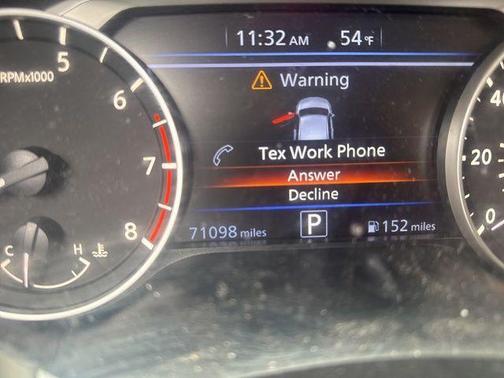 11:32 AM 54°F
5
RPMx1000
Warning
6
40
Tex Work Phone
7
20
Answer
Decline
8
71098 miles P 152 miles
0
C H